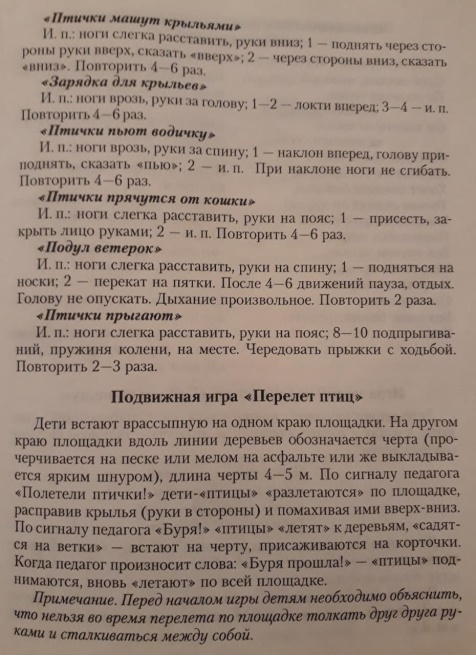 «Птички машут крыльями»
И. п.: ноги слегка расставить, руки вниз; 1 — поднять через сто-
роны руки вверх, сказать «вверх»; 2 — через стороны вниз, сказать
«вниз». Повторить 4—6 раз.
«Зарядка для крыльев»
И. п.: ноги врозь, руки за голову; 1—2 — локти вперед; 3—4 — и. п.
Повторить 4—6 раз.
«Птички пьют водичку»
И. п.: ноги врозь, руки за спину; 1 — наклон вперед, голову при-
поднять, сказать «пью»; 2 — и. п. При наклоне ноги не сгибать.
Повторить 4—6 раз.
«Птички прячутся от кошки»
И. п.: ноги слегка расставить, руки на пояс; 1 — присесть, за-
крыть лицо руками; 2 — и. п. Повторить 4—6 раз.
«Подул ветерок»
И. п.: ноги слегка расставить, руки на спину; 1 — подняться на
носки; 2 — перекат на пятки. После 4—6 движений пауза, отдых.
Голову не опускать. Дыхание произвольное. Повторить 2 раза.
«Птички прыгают»
И. п.: ноги слегка расставить, руки на пояс; 8—10 подпрыгива-
ний, пружиня колени, на месте. Чередовать прыжки с ходьбой.
Повторить 2—3 раза.
Подвижная игра «Перелет птиц»
Дети встают врассыпную на одном краю площадки. На другом
краю площадки вдоль линии деревьев обозначается черта (про-
черчивается на песке или мелом на асфальте или же выкладыва-
ется ярким шнуром), длина черты 4—5 м. По сигналу педагога
«Полетели птички!» дети-«птицы» «разлетаются» по площадке,
расправив крылья (руки в стороны) и помахивая ими вверх-вниз.
По сигналу педагога «Буря!» «птицы» «летят» к деревьям, «садят-
ся на ветки» — встают на черту, присаживаются на корточки.
Когда педагог произносит слова: «Буря прошла!» — «птицы» под-
нимаются, вновь «летают» по всей площадке.
Примечание. Перед началом игры детям необходимо объяснить,
что нельзя во время перелета по площадке толкать друг друга ру-
ками и сталкиваться между собой.